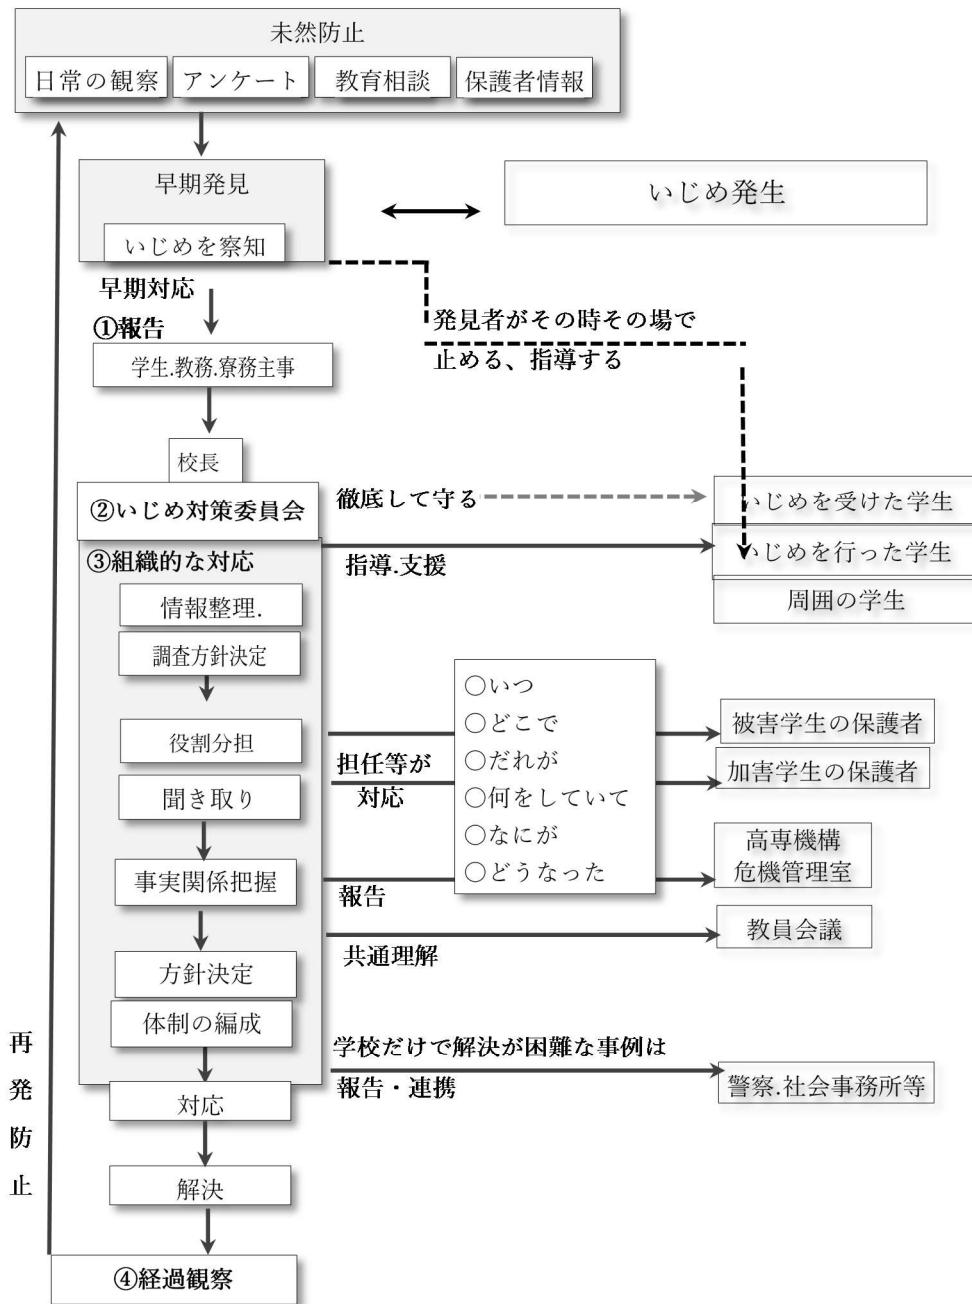 未然防止
日常の観察
アンケート
教育相談
保護者情報
早期発見
いじめを察知
いじめ発生
早期対応
①報告
発見者がその時その場で
止める、指導する
学生.教務.寮務主事
校長
②いじめ対策委員会
徹底して守る
いじめを受けた学生
③組織的な対応
指導.支援
いじめを行った学生
周囲の学生
情報整理.
調査方針決定
役割分担
聞き取り
事実関係把握
方針決定
体制の編成
担任等が
対応
○いつ
○どこで
○だれが
○何をしていて
○なにが
○どうなった
被害学生の保護者
加害学生の保護者
報告
高専機構
危機管理室
共通理解
教員会議
学校だけで解決が困難な事例は
報告・連携
警察.社会事務所等
対応
解決
④経過観察
再発防止